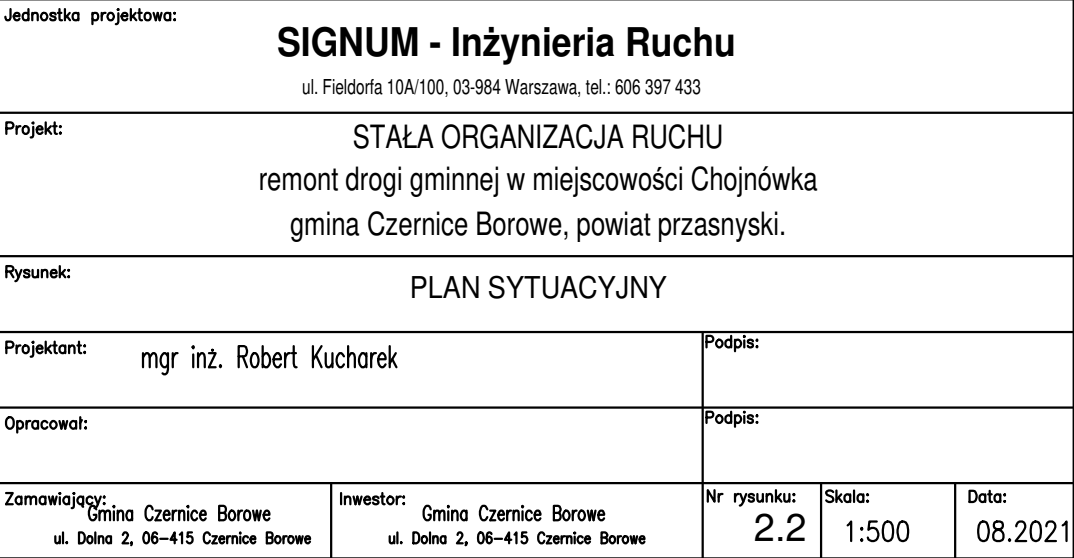 Jednostka projektowa:
SIGNUM - Inżynieria Ruchu
ul. Fieldorfa 10A/100, 03-984 Warszawa, tel.: 606 397 433
Projekt:
STAŁA ORGANIZACJA RUCHU
remont drogi gminnej w miejscowości Chojnówka
gmina Czernice Borowe, powiat przasnyski.
Rysunek:
PLAN SYTUACYJNY
Projektant:
mgr inż. Robert Kucharek
Podpis:
Opracował:
Podpis:
Zamawiający:
Gmina Czernice Borowe
ul. Dolna 2, 06-415 Czernice Borowe
Inwestor:
Gmina Czernice Borowe
ul. Dolna 2, 06-415 Czernice Borowe
Nr rysunku:
2.2
Skala:
1:500
Data:
08.2021